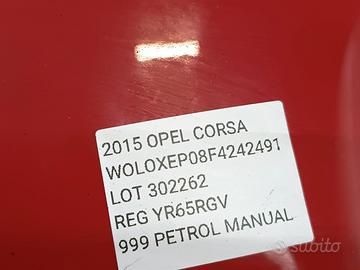 2015 OPEL CORSA
WOLOXEP08F4242491
LOT 302262
REG YR65RGV
999 PETROL MANUAL
subito